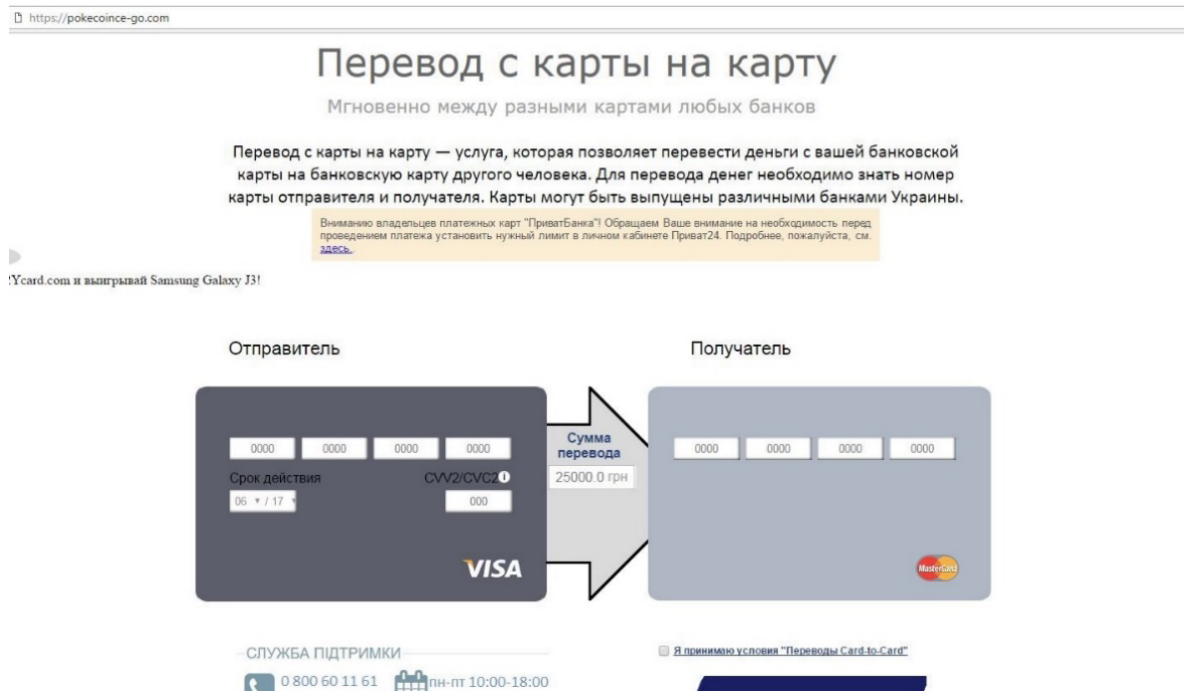 https://pokecoince-go.com
Перевод с карты на карту
Мгновенно между разными картами любых банков
Перевод с карты на карту — услуга, которая позволяет перевести деньги с вашей банковской
карты на банковскую карту другого человека. Для перевода денег необходимо знать номер
карты отправителя и получателя. Карты могут быть выпущены различными банками Украины.
Вниманию владельцев платежных карт "ПриватБанка"! Обращаем Ваше внимание на необходимость перед
проведением платежа установить нужный лимит в личном кабинете Приват24. Подробнее, пожалуйста, см.
здесь.
Ycard.com и выигрывай Samsung Galaxy J3!
Отправитель Получатель
0000 0000 0000 0000 Сумма перевода 0000 0000 0000 0000
Срок действия CVV2/CVC2 25000.0 грн
06 / 17 000
VISA MasterCard
СЛУЖБА ПІДТРИМКИ Я принимаю условия "Переводы Card-to-Card"
0 800 60 11 61 пн-пт 10:00-18:00